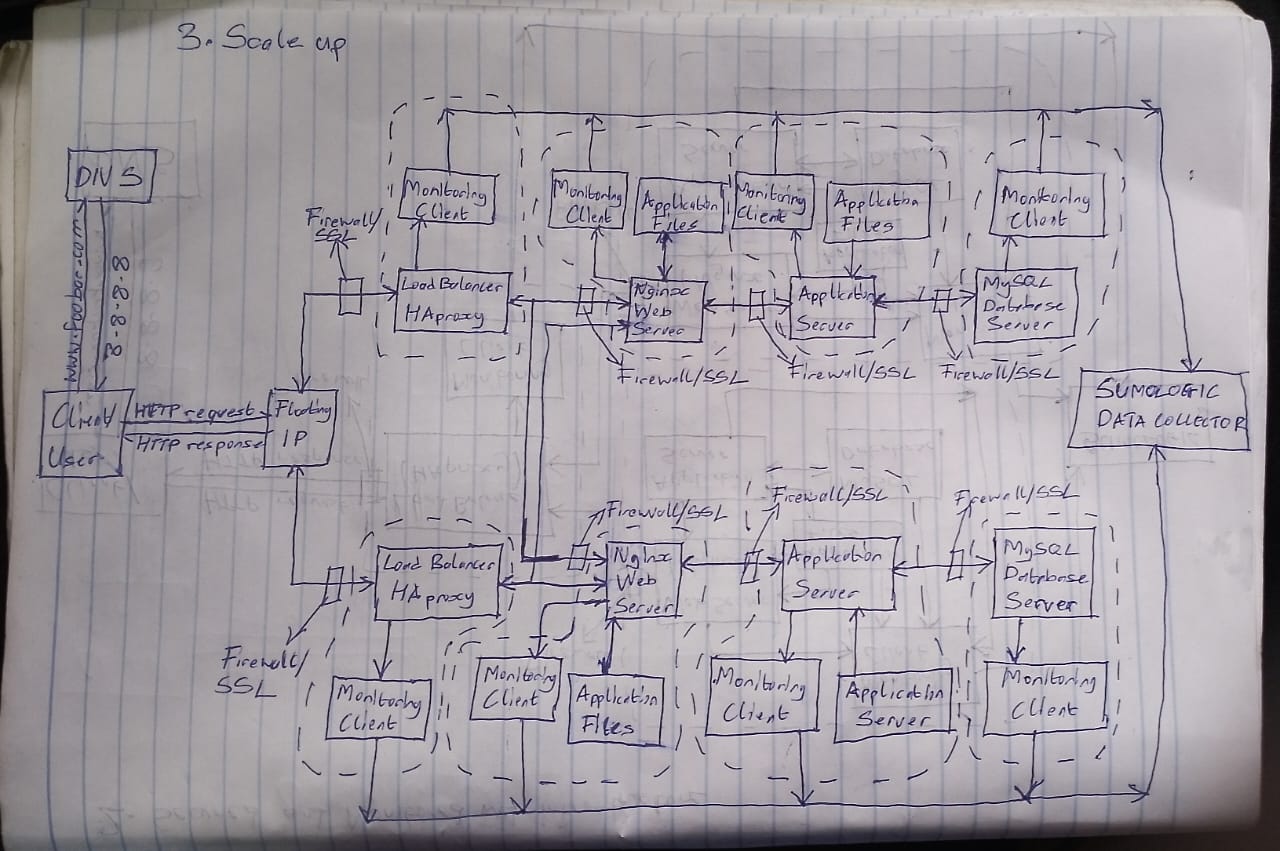 3. Scale up
DNS
www.foobar.com
8.8.8.8
Client/
User
HTTP request
HTTP response
Floating
IP
Firewall/
SSL
Monitoring
Client
Load Balancer
HAproxy
Monitoring
Client
Application
Files
Nginx
Web
Server
Firewall/SSL
Monitoring
Client
Application
Files
Application
Server
Firewall/SSL
Monitoring
Client
MySQL
Database
Server
Firewall/SSL
SUMOLOGIC
DATA COLLECTOR
Firewall/
SSL
Load Balancer
HAproxy
Monitoring
Client
Firewall/SSL
Nginx
Web
Server
Monitoring
Client
Application
Files
Firewall/SSL
Application
Server
Monitoring
Client
Application
Server
Firewall/SSL
MySQL
Database
Server
Monitoring
Client